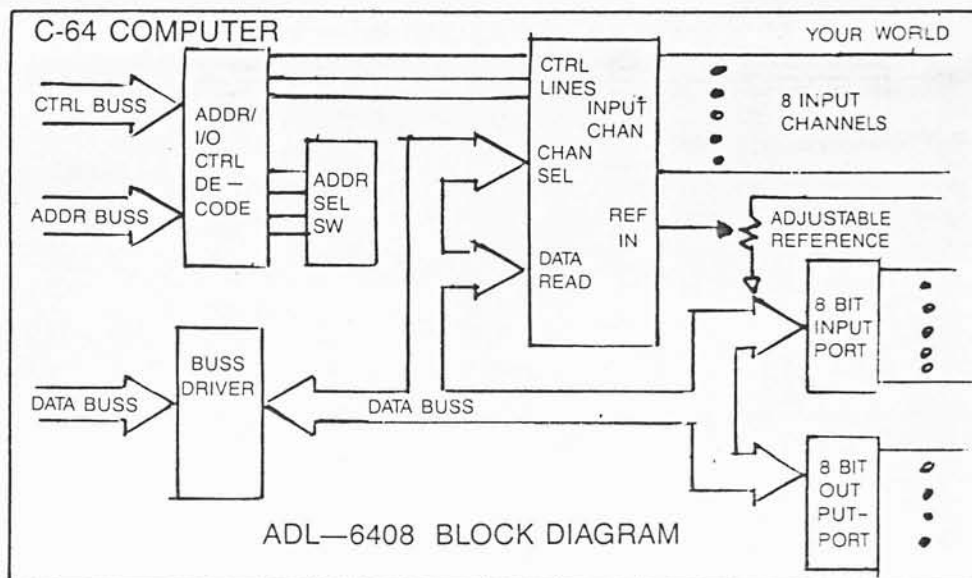 C-64 COMPUTER
YOUR WORLD
CTRL BUSS
ADDR/
I/O
CTRL
DE—
CODE
ADDR BUSS
ADDR
SEL
SW
CTRL
LINES
INPUT
CHAN
CHAN
SEL
REF
IN
DATA
READ
8 INPUT
CHANNELS
ADJUSTABLE
REFERENCE
8 BIT
INPUT
PORT
BUSS
DRIVER
DATA BUSS
DATA BUSS
8 BIT
OUT
PUT-
PORT
ADL—6408 BLOCK DIAGRAM